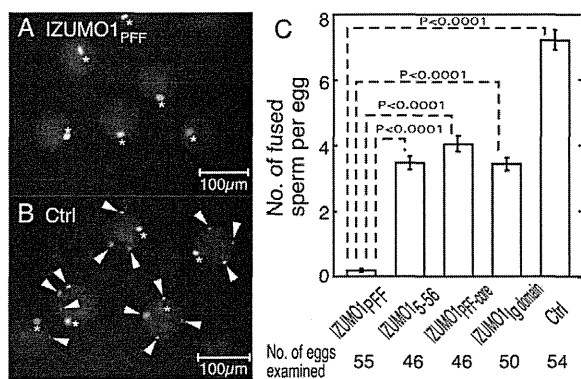 A IZUMO1PFF
*
*
*
*
*
*
100µm
B Ctrl
*
*
*
*
*
100µm
C
No. of fused
sperm per egg
8
6
4
2
0
P<0.0001
P<0.0001
P<0.0001
P<0.0001
IZUMO1PFF
IZUMO15-56
IZUMO1PFF-core
IZUMO1Ig domain
Ctrl
No. of eggs
examined
55 46 46 50 54